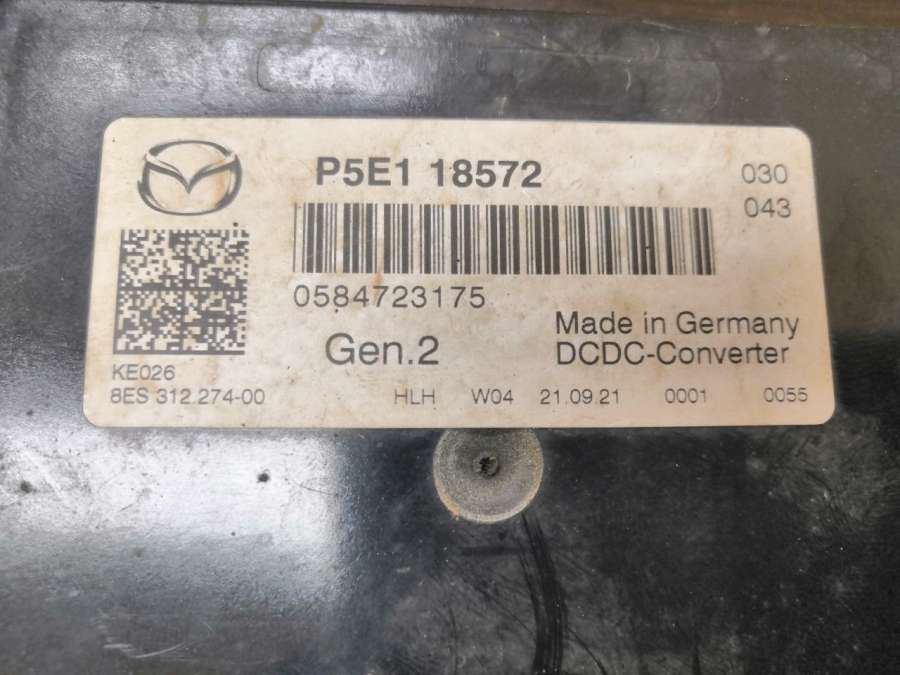 P5E1 18572
030
043
0584723175
Gen.2
Made in Germany
DCDC-Converter
KE026
8ES 312.274-00 HLH W04 21.09.21 0001 0055